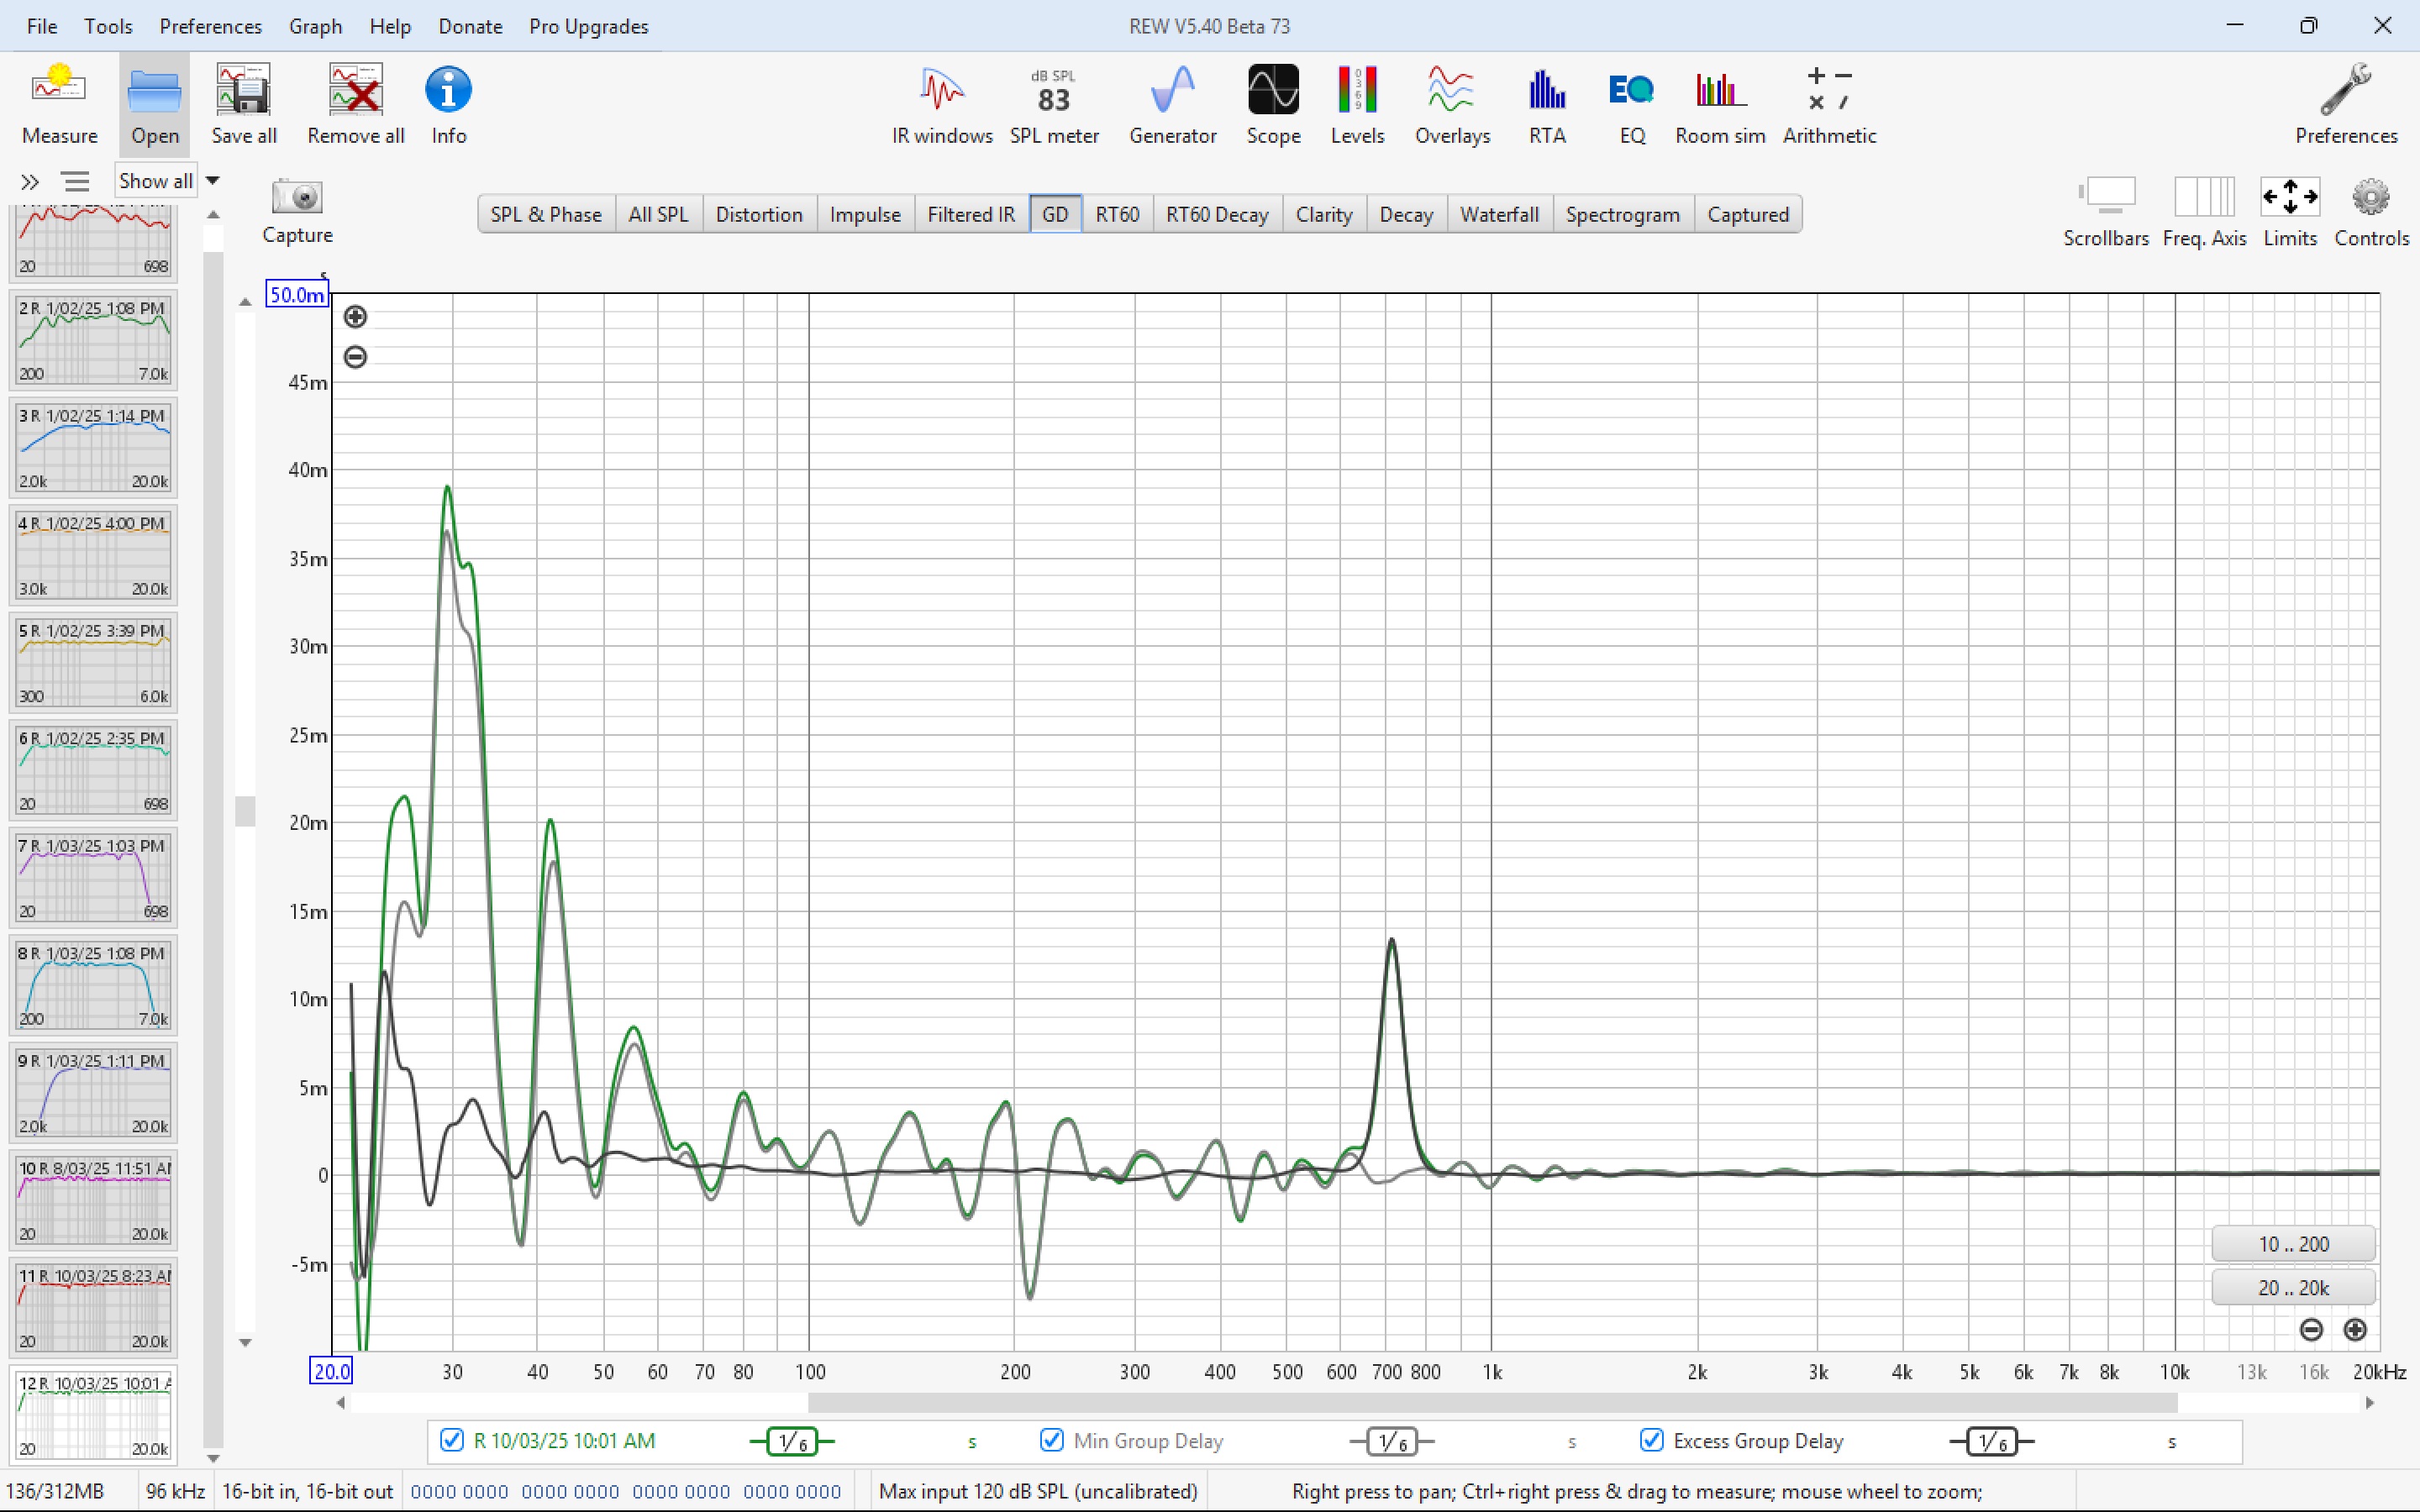 File Tools Preferences Graph Help Donate Pro Upgrades REW V5.40 Beta 73
dB SPL
83
0 3 6 9
Measure Open Save all Remove all Info IR windows SPL meter Generator Scope Levels Overlays RTA EQ Room sim Arithmetic Preferences
Show all
Capture
SPL & Phase All SPL Distortion Impulse Filtered IR GD RT60 RT60 Decay Clarity Decay Waterfall Spectrogram Captured
Scrollbars Freq. Axis Limits Controls
20 698
2 R 1/02/25 1:08 PM
200 7.0k
3 R 1/02/25 1:14 PM
2.0k 20.0k
4 R 1/02/25 4:00 PM
3.0k 20.0k
5 R 1/02/25 3:39 PM
300 6.0k
6 R 1/02/25 2:35 PM
20 698
7 R 1/03/25 1:03 PM
20 698
8 R 1/03/25 1:08 PM
200 7.0k
9 R 1/03/25 1:11 PM
2.0k 20.0k
10 R 8/03/25 11:51 AM
20 20.0k
11 R 10/03/25 8:23 AM
20 20.0k
12 R 10/03/25 10:01 A
20 20.0k
s
50.0m
45m
40m
35m
30m
25m
20m
15m
10m
5m
0
-5m
10 .. 200
20 .. 20k
20.0 30 40 50 60 70 80 100 200 300 400 500 600 700 800 1k 2k 3k 4k 5k 6k 7k 8k 10k 13k 16k 20kHz
R 10/03/25 10:01 AM 1/6 s Min Group Delay 1/6 s Excess Group Delay 1/6 s
136/312MB 96 kHz 16-bit in, 16-bit out 0000 0000 0000 0000 0000 0000 0000 0000 Max input 120 dB SPL (uncalibrated) Right press to pan; Ctrl+right press & drag to measure; mouse wheel to zoom;